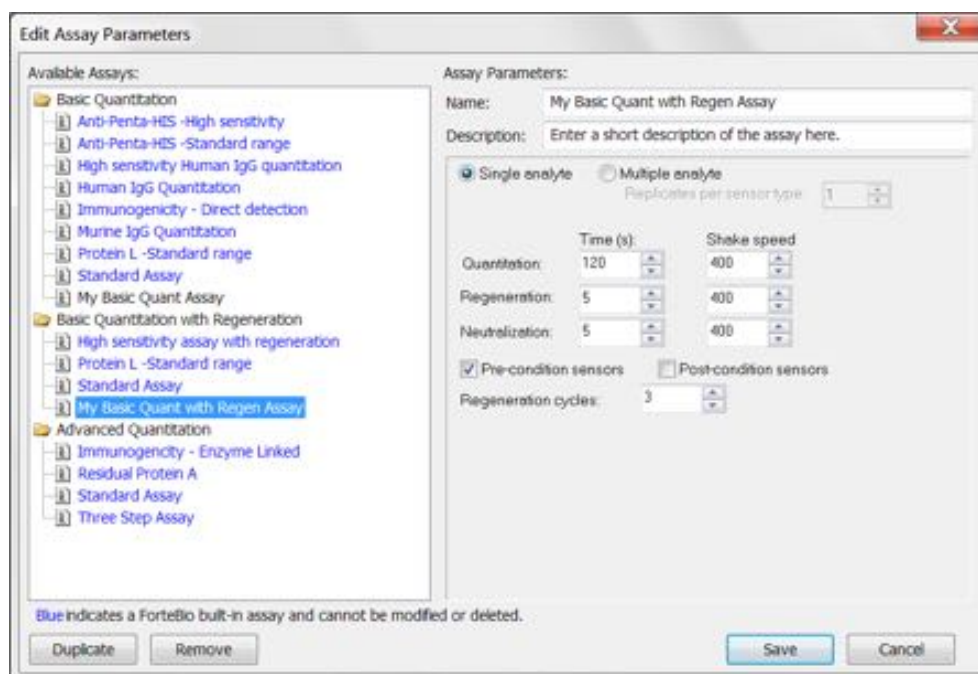 Edit Assay Parameters
Available Assays:
Basic Quantitation
Anti-Penta-HIS -High sensitivity
Anti-Penta-HIS -Standard range
High sensitivity Human IgG quantitation
Human IgG Quantitation
Immunogenicity - Direct detection
Murine IgG Quantitation
Protein L -Standard range
Standard Assay
My Basic Quant Assay
Basic Quantitation with Regeneration
High sensitivity assay with regeneration
Protein L -Standard range
Standard Assay
My Basic Quant with Regen Assay
Advanced Quantitation
Immunogencity - Enzyme Linked
Residual Protein A
Standard Assay
Three Step Assay
Assay Parameters:
Name: My Basic Quant with Regen Assay
Description: Enter a short description of the assay here.
Single analyte Multiple analyte
Replicates per sensor type 1
Time (s): Shake speed
Quantitation: 120 400
Regeneration: 5 400
Neutralization: 5 400
Pre-condition sensors Post-condition sensors
Regeneration cycles: 3
Blue indicates a ForteBio built-in assay and cannot be modified or deleted.
Duplicate Remove Save Cancel